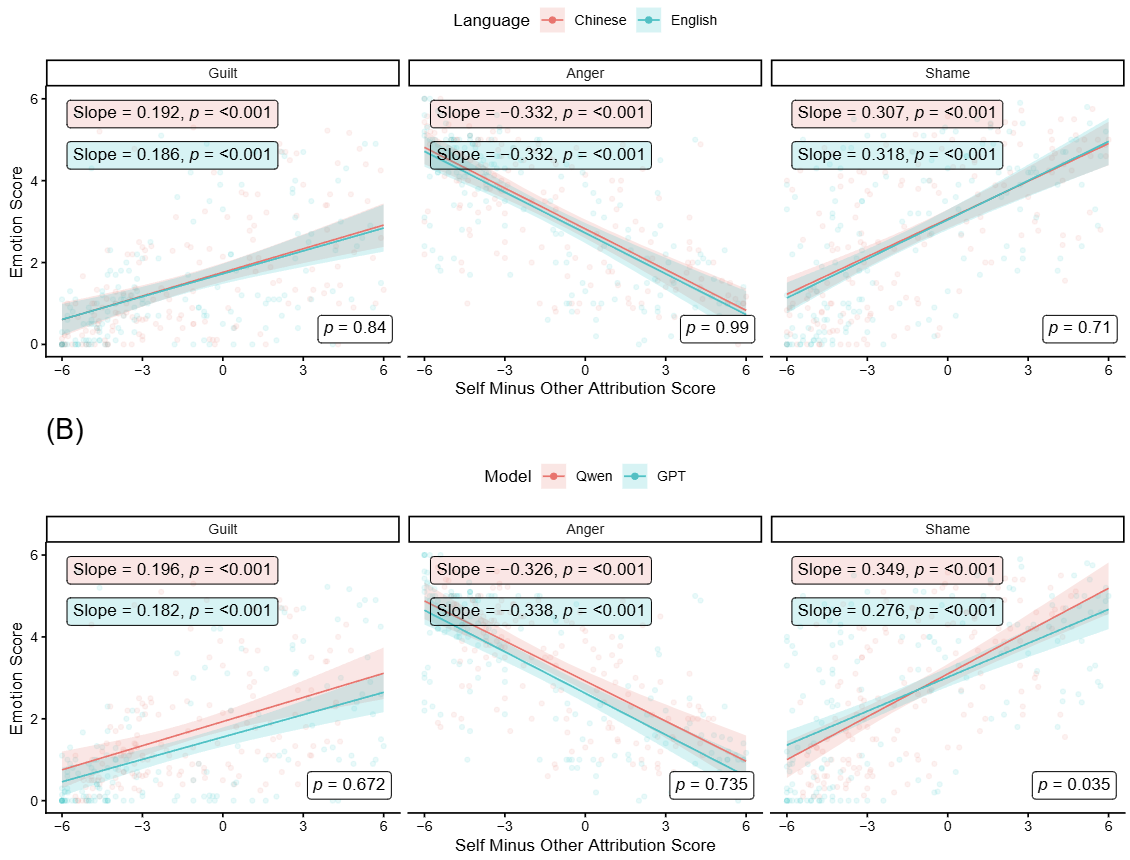 Language Chinese English
Guilt Anger Shame
Slope = 0.192, p = <0.001 Slope = −0.332, p = <0.001 Slope = 0.307, p = <0.001
Slope = 0.186, p = <0.001 Slope = −0.332, p = <0.001 Slope = 0.318, p = <0.001
Emotion Score
6
4
2
0
p = 0.84 p = 0.99 p = 0.71
−6 −3 0 3 6 −6 −3 0 3 6 −6 −3 0 3 6
Self Minus Other Attribution Score
(B)
Model Qwen GPT
Guilt Anger Shame
Slope = 0.196, p = <0.001 Slope = −0.326, p = <0.001 Slope = 0.349, p = <0.001
Slope = 0.182, p = <0.001 Slope = −0.338, p = <0.001 Slope = 0.276, p = <0.001
Emotion Score
6
4
2
0
p = 0.672 p = 0.735 p = 0.035
−6 −3 0 3 6 −6 −3 0 3 6 −6 −3 0 3 6
Self Minus Other Attribution Score